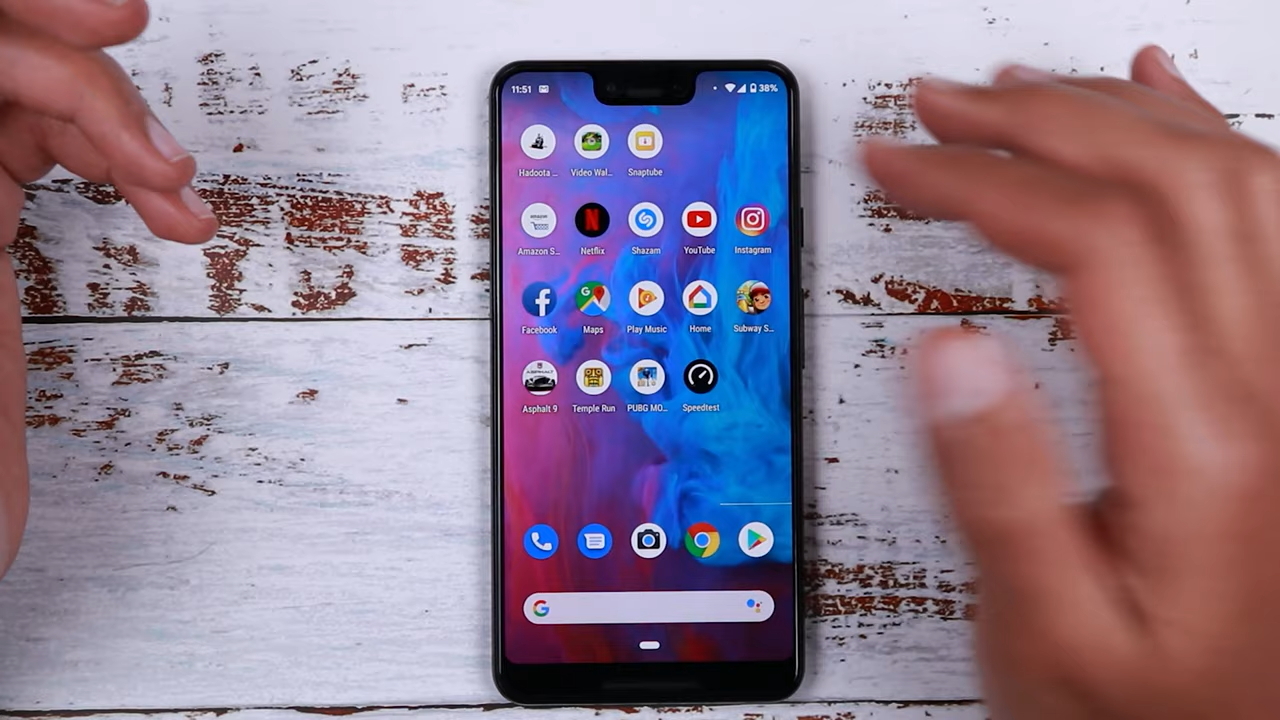 11:51 38%
Hadoota ... Video Wal... Snaptube
Amazon S... Netflix Shazam YouTube Instagram
Facebook Maps Play Music Home Subway S...
ASPHALT
Asphalt 9 Temple Run PUBG MO... Speedtest